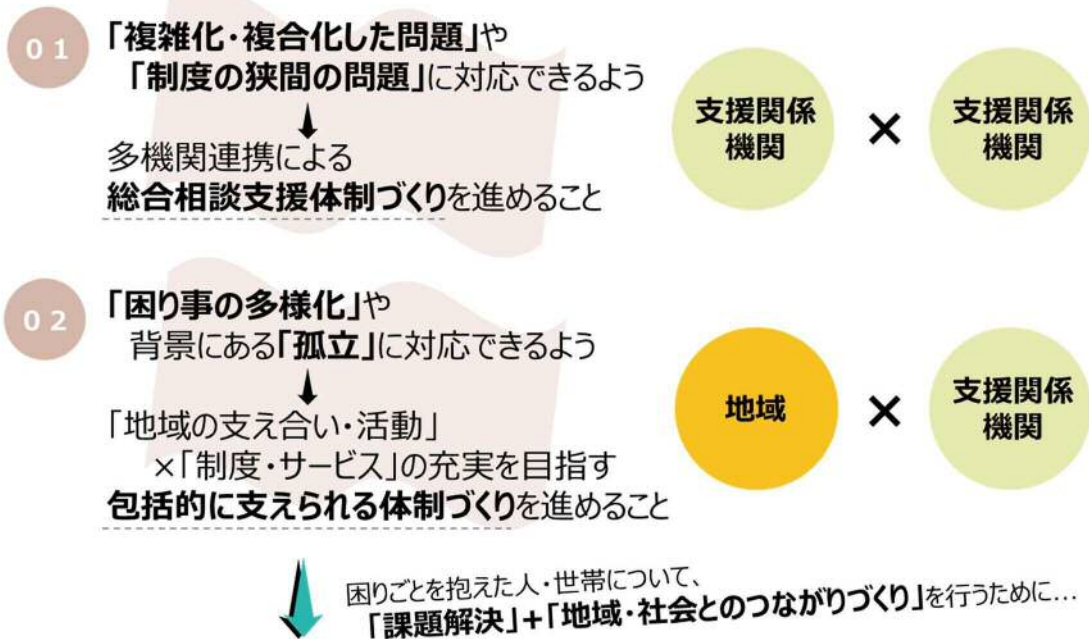 01
「複雑化・複合化した問題」や
「制度の狭間の問題」に対応できるよう
多機関連携による
総合相談支援体制づくりを進めること
支援関係
機関
×
支援関係
機関
02
「困り事の多様化」や
背景にある「孤立」に対応できるよう
「地域の支え合い・活動」
×「制度・サービス」の充実を目指す
包括的に支えられる体制づくりを進めること
地域
×
支援関係
機関
困りごとを抱えた人・世帯について、
「課題解決」+「地域・社会とのつながりづくり」を行うために…